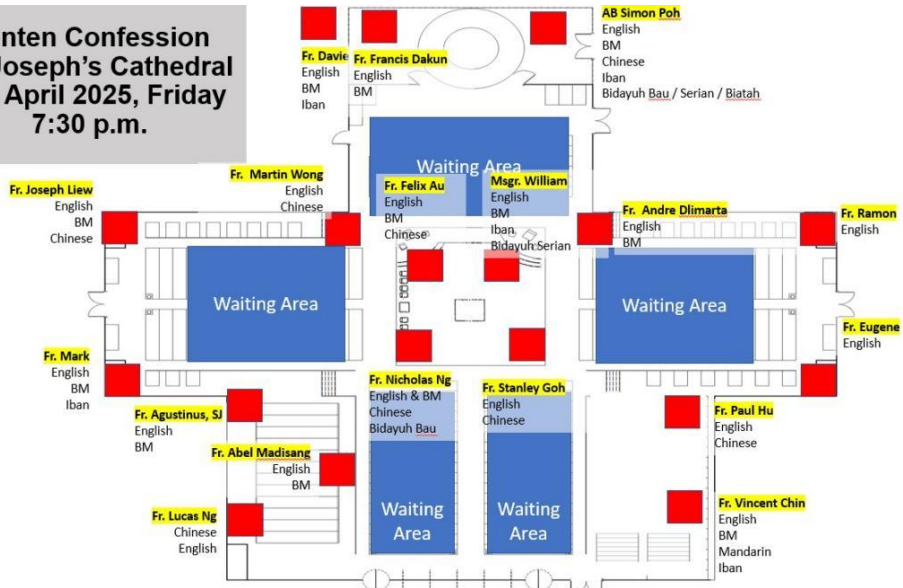 nten Confession
Joseph's Cathedral
April 2025, Friday
7:30 p.m.
Fr. Davie
English
BM
Iban
Fr. Francis Dakun
English
BM
AB Simon Poh
English
BM
Chinese
Iban
Bidayuh Bau / Serian / Biatah
Waiting Area
Fr. Joseph Liew
English
BM
Chinese
Fr. Martin Wong
English
Chinese
Fr. Felix Au
English
BM
Chinese
Msgr. William
English
BM
Iban
Bidayuh Serian
Fr. Andre Dlimarta
English
BM
Fr. Ramon
English
Waiting Area
Waiting Area
Fr. Eugene
English
Fr. Mark
English
BM
Iban
Fr. Agustinus, SJ
English
BM
Fr. Nicholas Ng
English & BM
Chinese
Bidayuh Bau
Fr. Stanley Goh
English
Chinese
Fr. Paul Hu
English
Chinese
Fr. Abel Madisang
English
BM
Fr. Lucas Ng
Chinese
English
Waiting
Area
Waiting
Area
Fr. Vincent Chin
English
BM
Mandarin
Iban